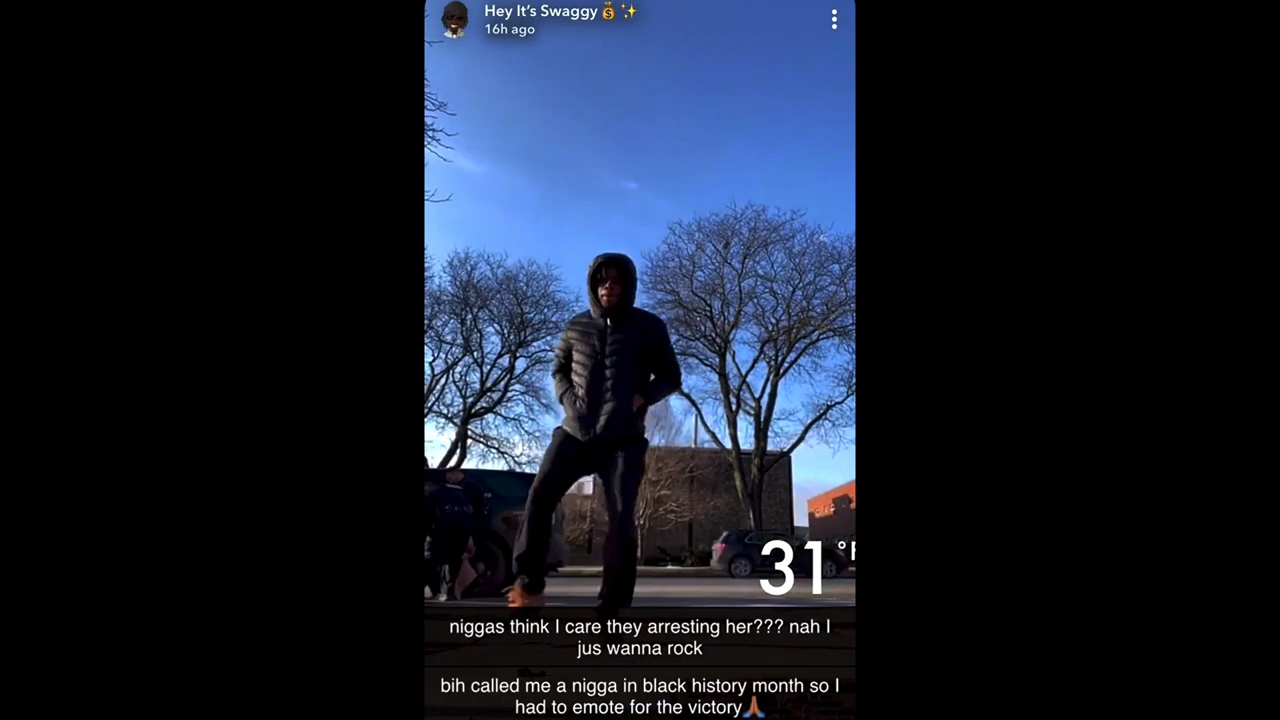 Hey It's Swaggy💰✨
16h ago
31°F
niggas think I care they arresting her??? nah I
jus wanna rock
bih called me a nigga in black history month so I
had to emote for the victory🙏🏾